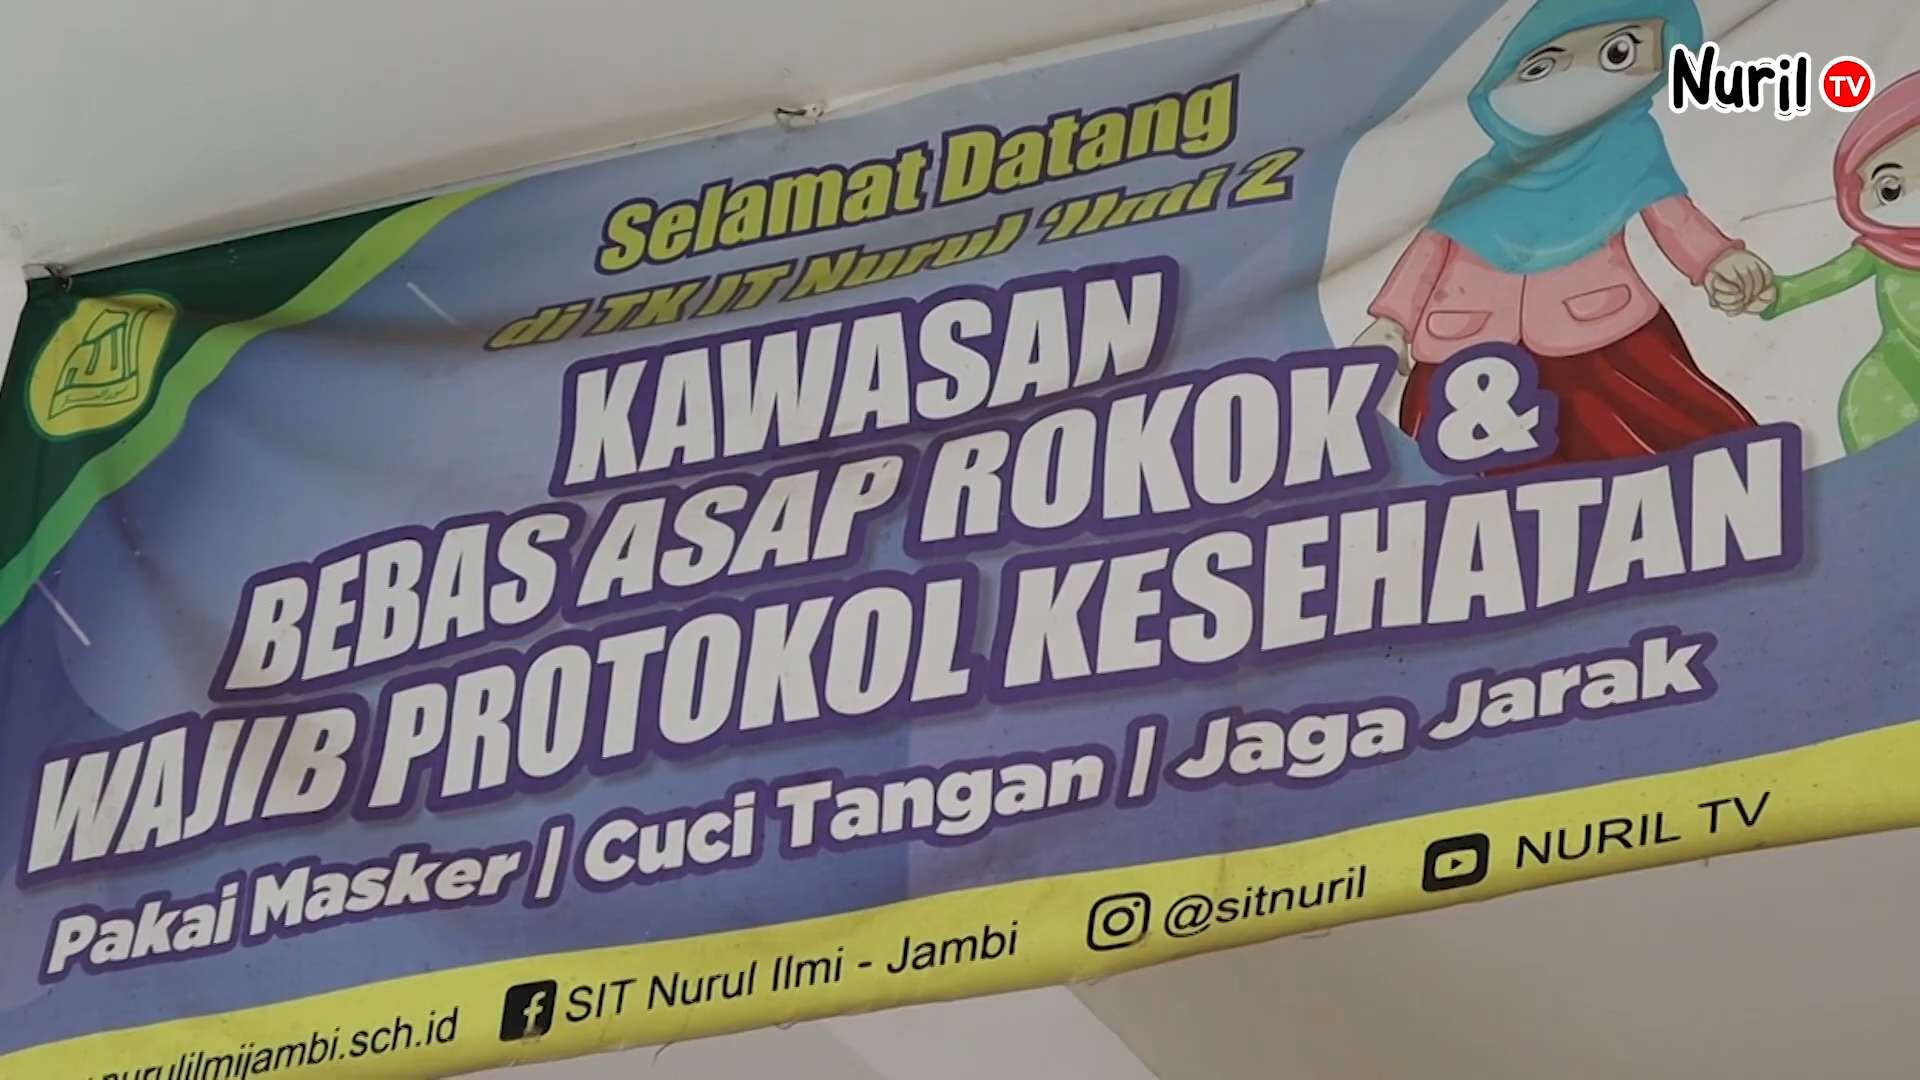 Nuril TV
Selamat Datang
di TK IT Nurul 'Ilmi 2
KAWASAN
BEBAS ASAP ROKOK &
WAJIB PROTOKOL KESEHATAN
Pakai Masker / Cuci Tangan / Jaga Jarak
nurulilmijambi.sch.id SIT Nurul Ilmi - Jambi @sitnuril NURIL TV